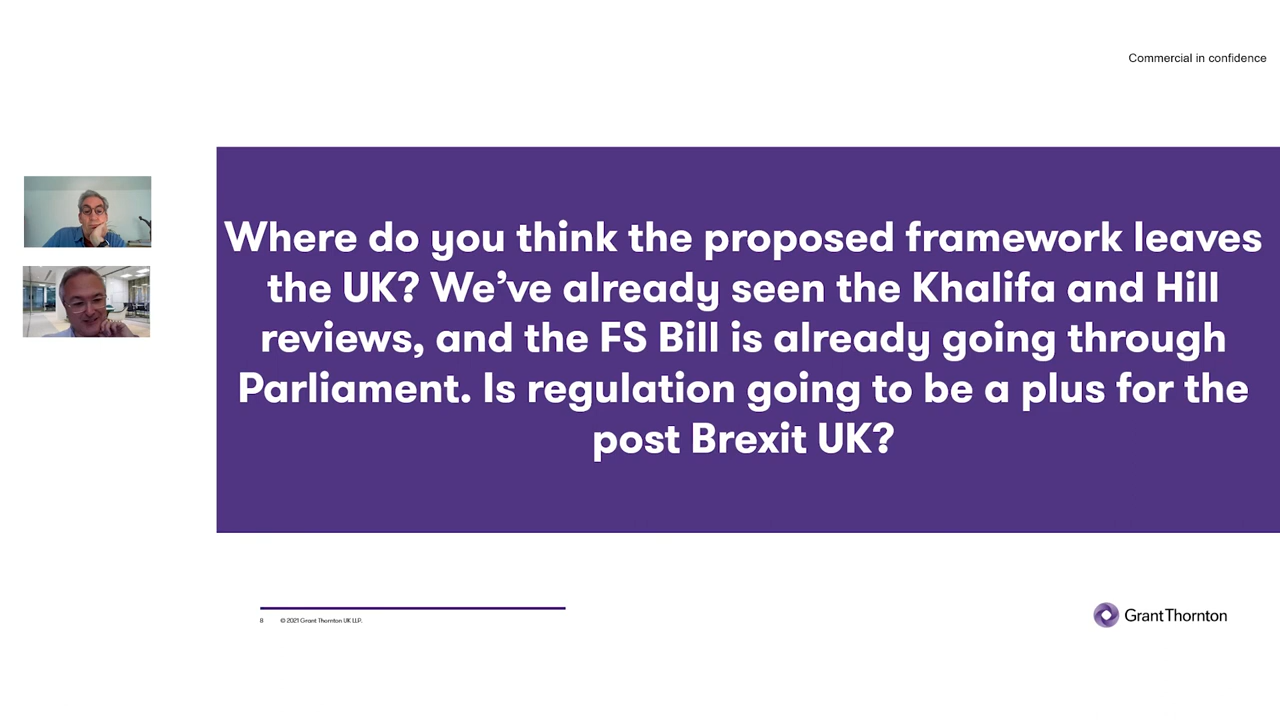 Commercial in confidence
Where do you think the proposed framework leaves
the UK? We’ve already seen the Khalifa and Hill
reviews, and the FS Bill is already going through
Parliament. Is regulation going to be a plus for the
post Brexit UK?
8 © 2021 Grant Thornton UK LLP.
GrantThornton